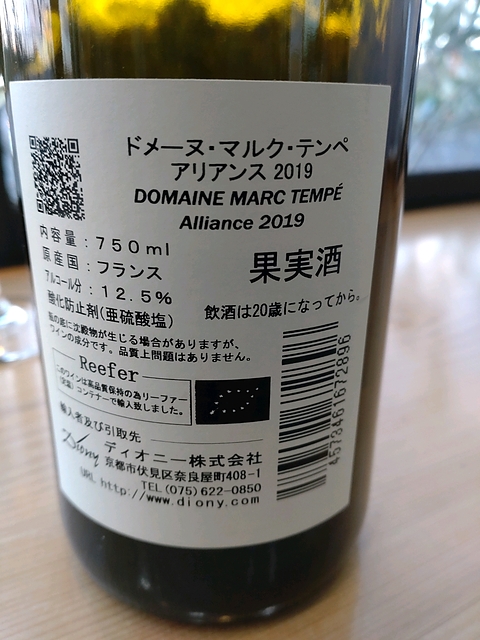 ドメーヌ・マルク・テンペ
アリアンス 2019
DOMAINE MARC TEMPÉ
Alliance 2019
内容量：750ml
原産国：フランス
アルコール分：12.5%
酸化防止剤(亜硫酸塩)
果実酒
飲酒は20歳になってから。
瓶の底に沈殿物が生じる場合がありますが、
ワインの成分です。品質上問題はありません。
Reefer
このワインは高品質保持の為リーファー
(定温)コンテナーで輸入致しました。
輸入者及び引取先
Diony ディオニー株式会社
京都市伏見区奈良屋町408-1
TEL (075) 622-0850
URL http://www.diony.com